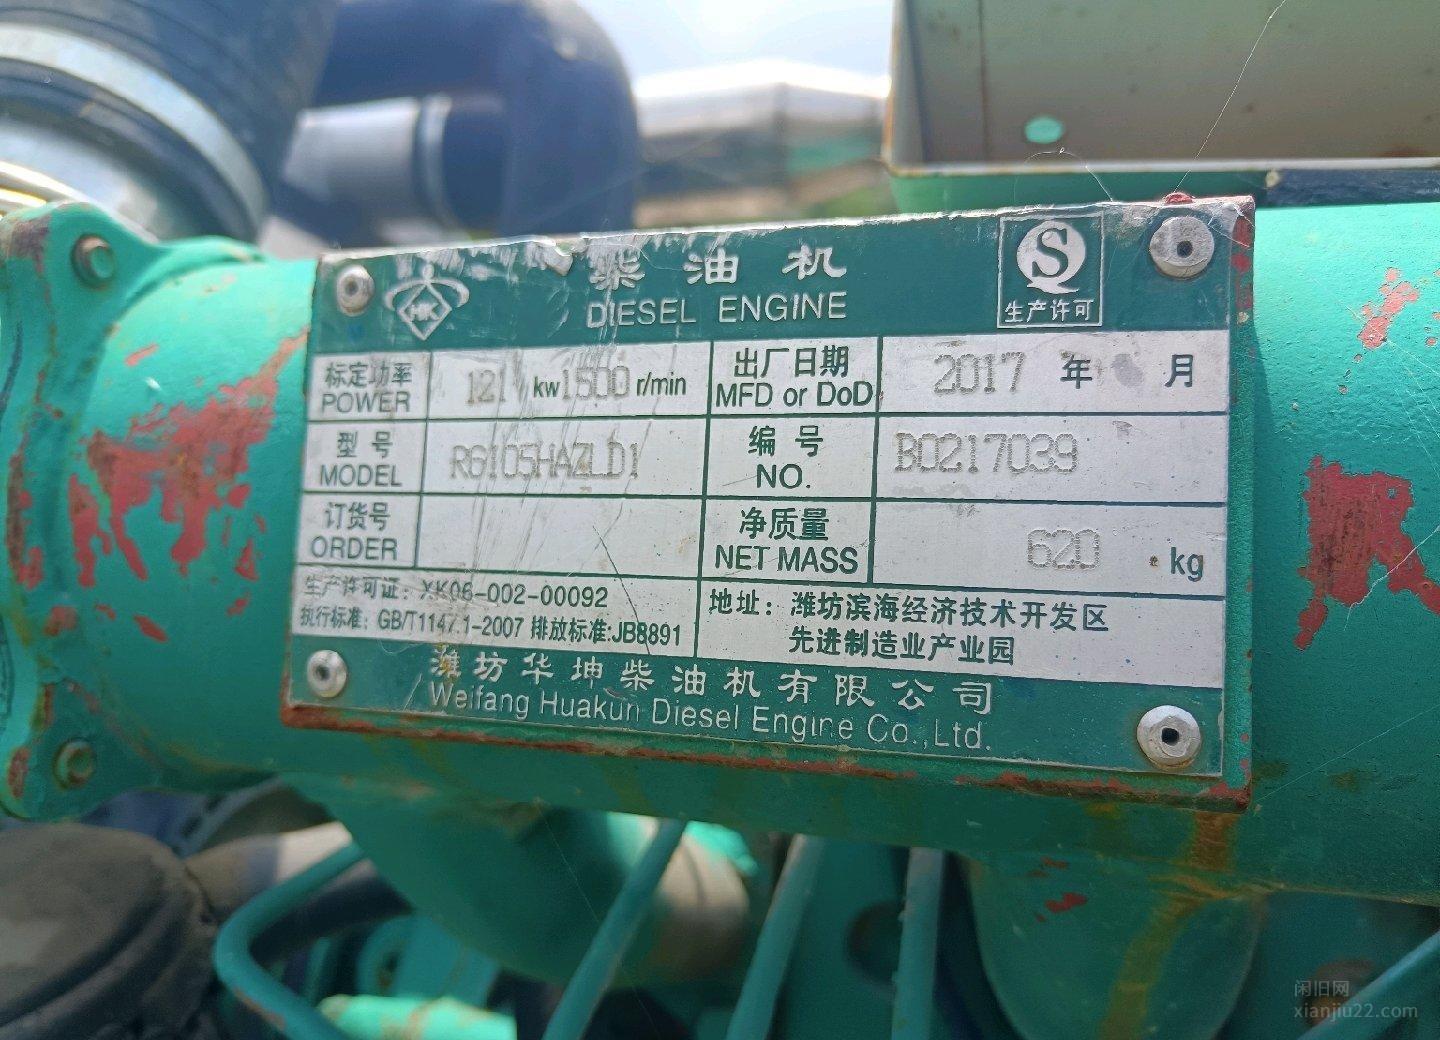 HK
柴油机
DIESEL ENGINE
QS
生产许可
标定功率
POWER
121 kw 1500 r/min
出厂日期
MFD or DoD
2017 年 月
型号
MODEL
R6105HAZLD1
编号
NO.
B0217039
订货号
ORDER
净质量
NET MASS
620 kg
生产许可证: XK06-002-00092
执行标准: GB/T1147.1-2007 排放标准:JB8891
地址: 潍坊滨海经济技术开发区
先进制造业产业园
潍坊华坤柴油机有限公司
Weifang Huakun Diesel Engine Co.,Ltd.
闲旧网
xianjiu22.com